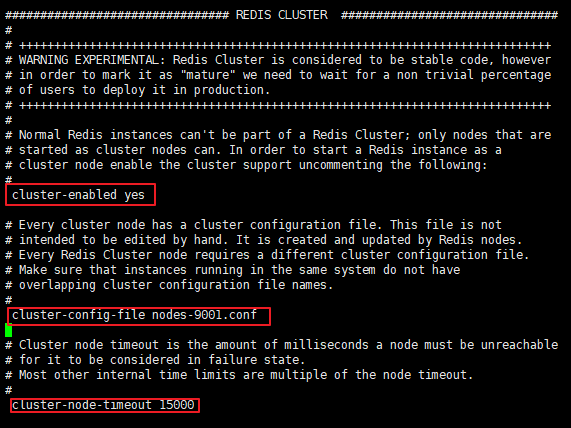 ############################### REDIS CLUSTER  ###############################
#
# ++++++++++++++++++++++++++++++++++++++++++++++++++++++++++++++++++++++++++
# WARNING EXPERIMENTAL: Redis Cluster is considered to be stable code, however
# in order to mark it as "mature" we need to wait for a non trivial percentage
# of users to deploy it in production.
# ++++++++++++++++++++++++++++++++++++++++++++++++++++++++++++++++++++++++++
#
# Normal Redis instances can't be part of a Redis Cluster; only nodes that are
# started as cluster nodes can. In order to start a Redis instance as a
# cluster node enable the cluster support uncommenting the following:
#
cluster-enabled yes
# Every cluster node has a cluster configuration file. This file is not
# intended to be edited by hand. It is created and updated by Redis nodes.
# Every Redis Cluster node requires a different cluster configuration file.
# Make sure that instances running in the same system do not have
# overlapping cluster configuration file names.
#
cluster-config-file nodes-9001.conf
# Cluster node timeout is the amount of milliseconds a node must be unreachable
# for it to be considered in failure state.
# Most other internal time limits are multiple of the node timeout.
#
cluster-node-timeout 15000